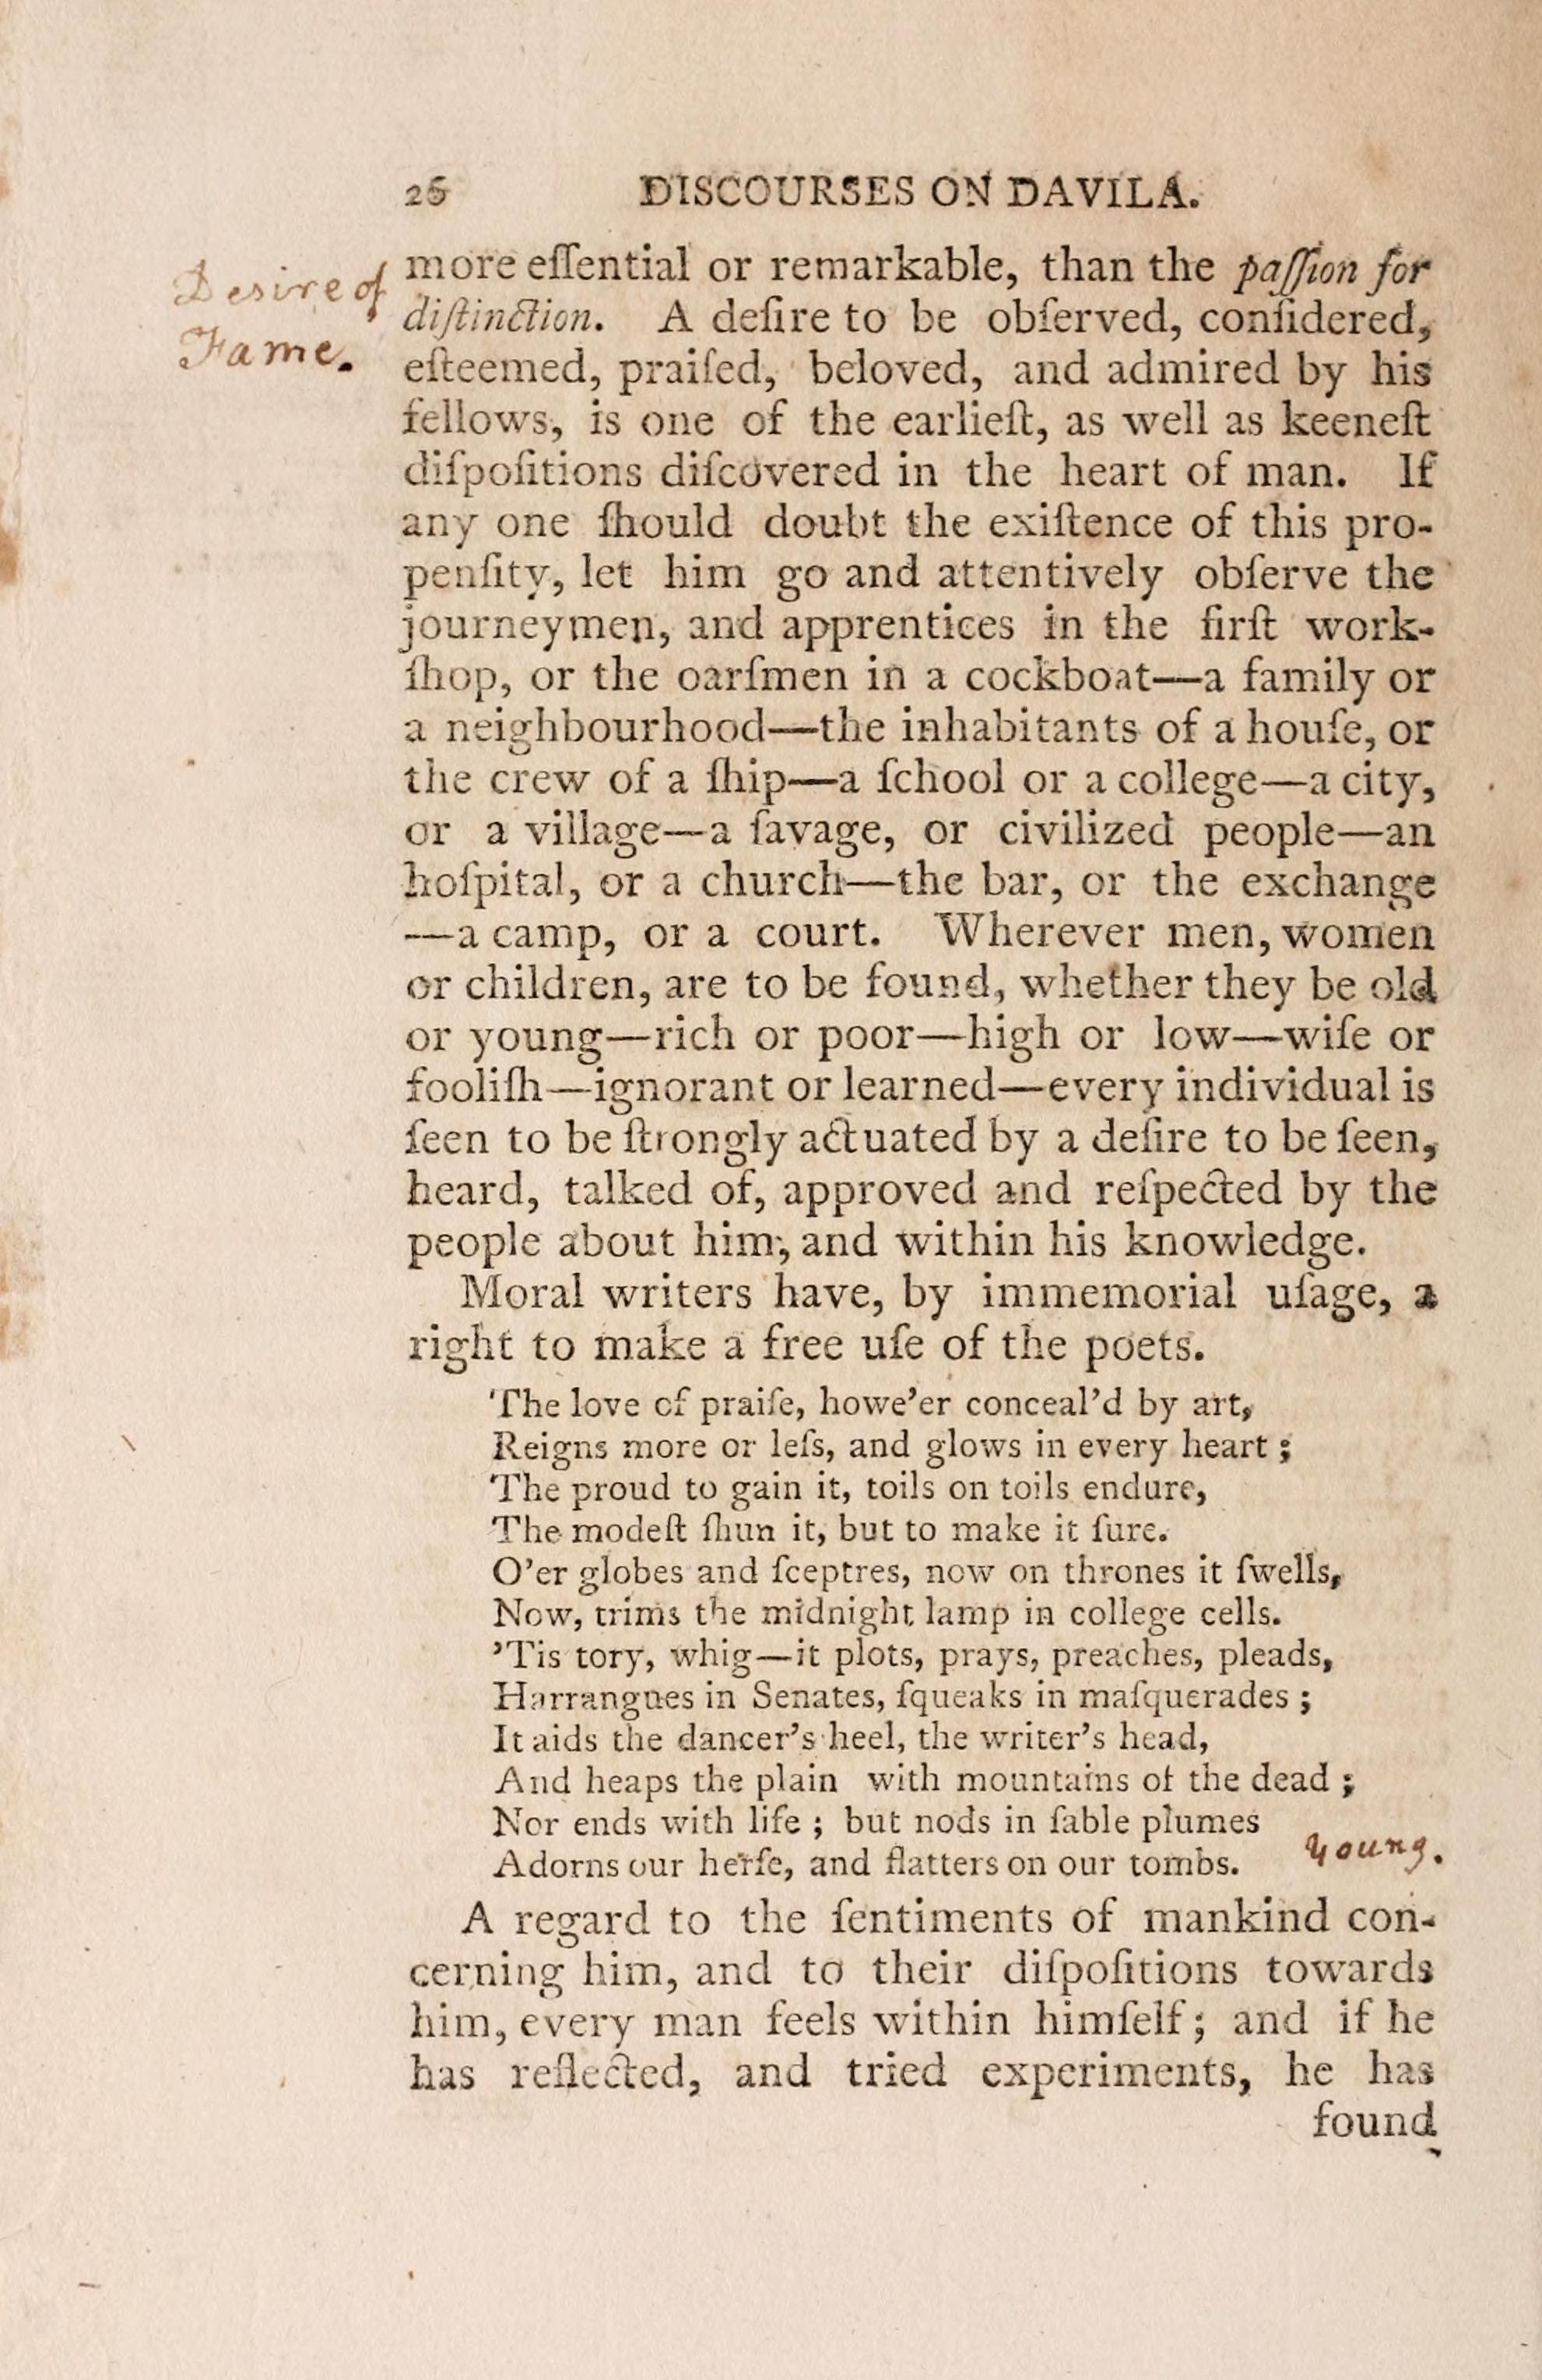 26 DISCOURSES ON DAVILA.
Desire of
Fame.
more eſſential or remarkable, than the paſſion for
diſtinction. A deſire to be obſerved, conſidered,
eſteemed, praiſed, beloved, and admired by his
fellows, is one of the earlieſt, as well as keeneſt
diſpoſitions diſcovered in the heart of man. If
any one ſhould doubt the exiſtence of this pro-
penſity, let him go and attentively obſerve the
journeymen, and apprentices in the firſt work-
ſhop, or the oarſmen in a cockboat—a family or
a neighbourhood—the inhabitants of a houſe, or
the crew of a ſhip—a ſchool or a college—a city,
or a village—a ſavage, or civilized people—an
hoſpital, or a church—the bar, or the exchange
—a camp, or a court. Wherever men, women
or children, are to be found, whether they be old
or young—rich or poor—high or low—wiſe or
fooliſh—ignorant or learned—every individual is
ſeen to be ſtrongly actuated by a deſire to be ſeen,
heard, talked of, approved and reſpected by the
people about him, and within his knowledge.
Moral writers have, by immemorial uſage, a
right to make a free uſe of the poets.
The love of praiſe, howe'er conceal'd by art,
Reigns more or leſs, and glows in every heart ;
The proud to gain it, toils on toils endure,
The modeſt ſhun it, but to make it ſure.
O'er globes and ſceptres, now on thrones it ſwells,
Now, trims the midnight lamp in college cells.
'Tis tory, whig—it plots, prays, preaches, pleads,
Harrangues in Senates, ſqueaks in maſquerades ;
It aids the dancer's heel, the writer's head,
And heaps the plain with mountains of the dead ;
Nor ends with life ; but nods in ſable plumes
Adorns our herſe, and flatters on our tombs.
Young.
A regard to the ſentiments of mankind con-
cerning him, and to their diſpoſitions towards
him, every man feels within himſelf ; and if he
has reflected, and tried experiments, he has
found